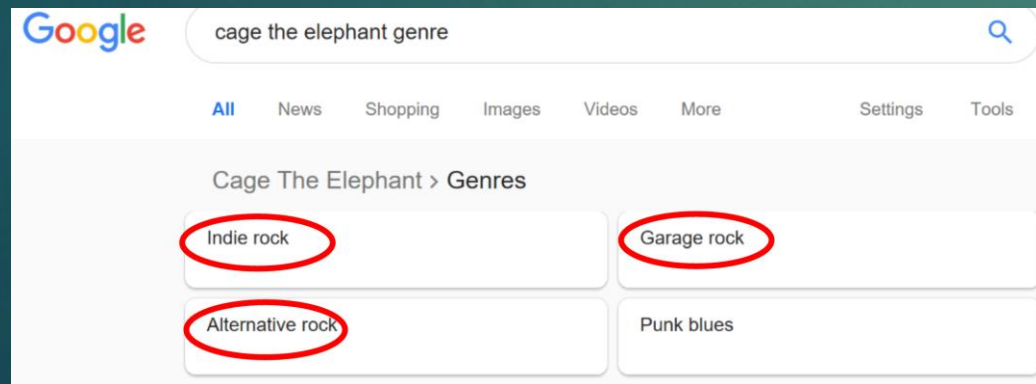 Google cage the elephant genre
All News Shopping Images Videos More Settings Tools
Cage The Elephant > Genres
Indie rock Garage rock
Alternative rock Punk blues